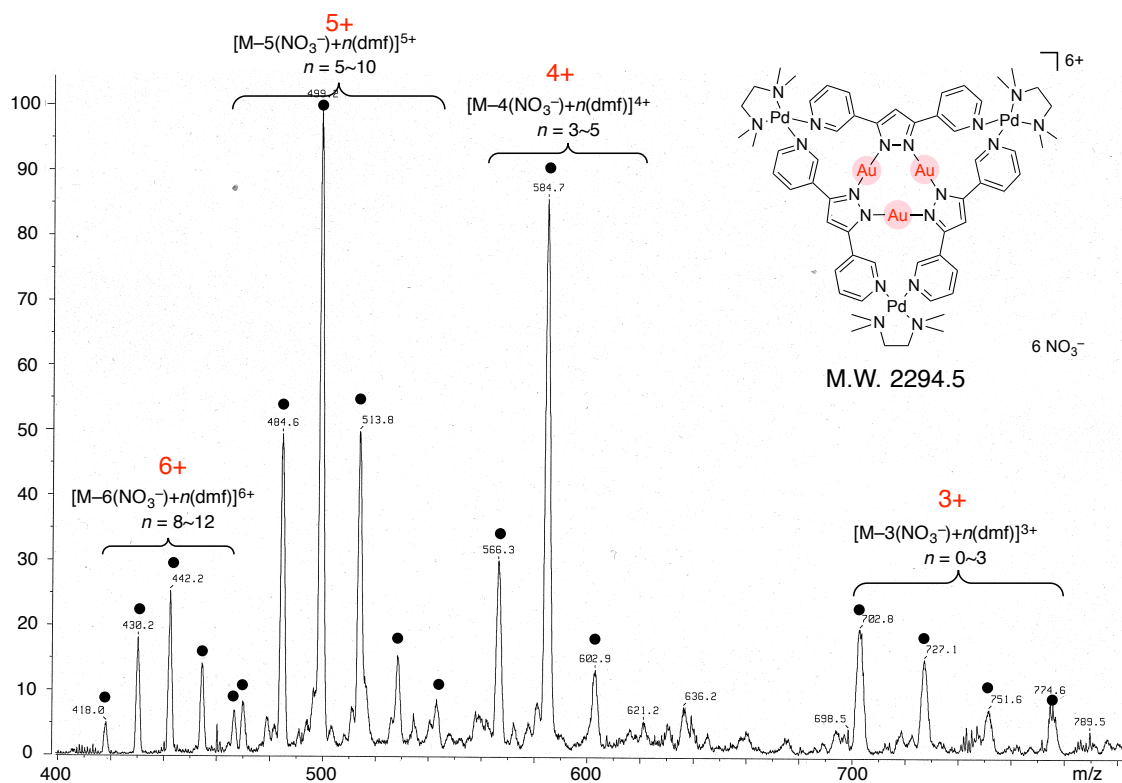 5+
[M–5(NO3–)+n(dmf)]5+
n = 5~10
4+
[M–4(NO3–)+n(dmf)]4+
n = 3~5
6+
[M–6(NO3–)+n(dmf)]6+
n = 8~12
3+
[M–3(NO3–)+n(dmf)]3+
n = 0~3
100
90
80
70
60
50
40
30
20
10
0
400
500
600
700
m/z
418.0
430.2
442.2
484.6
499.2
513.8
566.3
584.7
602.9
621.2
636.2
698.5
702.8
727.1
751.6
774.6
789.5
6+
N
N
Pd
N
N
N
N
Pd
N
N
N
N
Au
Au
N
N
Au
N
N
N
N
Pd
N
N
6 NO3–
M.W. 2294.5